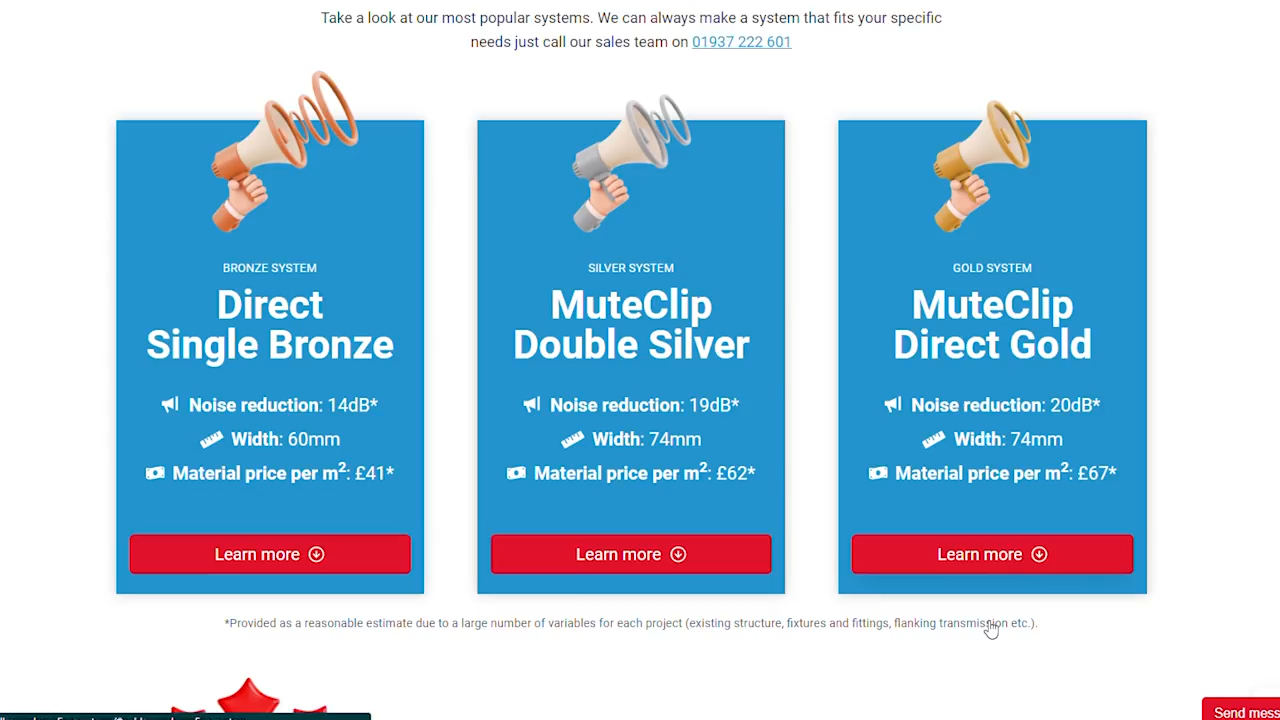 Take a look at our most popular systems. We can always make a system that fits your specific
needs just call our sales team on 01937 222 601
BRONZE SYSTEM
Direct
Single Bronze
Noise reduction: 14dB*
Width: 60mm
Material price per m²: £41*
Learn more
SILVER SYSTEM
MuteClip
Double Silver
Noise reduction: 19dB*
Width: 74mm
Material price per m²: £62*
Learn more
GOLD SYSTEM
MuteClip
Direct Gold
Noise reduction: 20dB*
Width: 74mm
Material price per m²: £67*
Learn more
*Provided as a reasonable estimate due to a large number of variables for each project (existing structure, fixtures and fittings, flanking transmission etc.).
Send mess